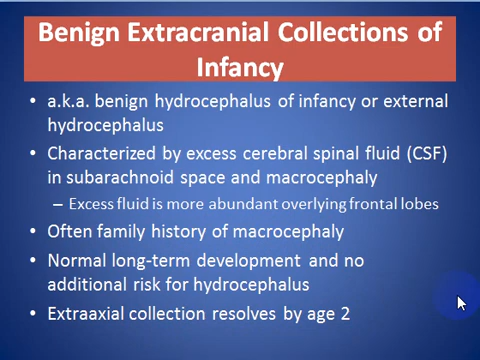 Benign Extracranial Collections of
Infancy
• a.k.a. benign hydrocephalus of infancy or external
hydrocephalus
• Characterized by excess cerebral spinal fluid (CSF)
in subarachnoid space and macrocephaly
– Excess fluid is more abundant overlying frontal lobes
• Often family history of macrocephaly
• Normal long-term development and no
additional risk for hydrocephalus
• Extraaxial collection resolves by age 2